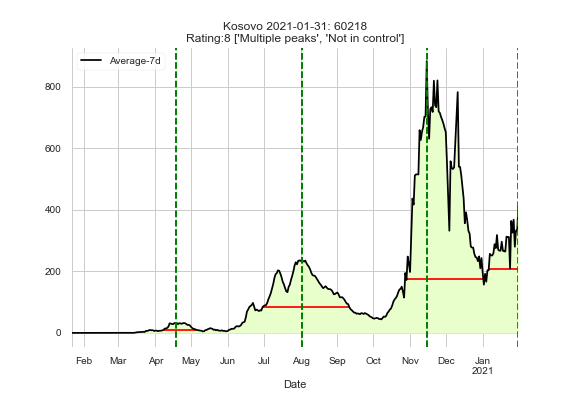 Kosovo 2021-01-31: 60218
Rating:8 ['Multiple peaks', 'Not in control']
Average-7d
800
600
400
200
0
Feb Mar Apr May Jun Jul Aug Sep Oct Nov Dec Jan
2021
Date